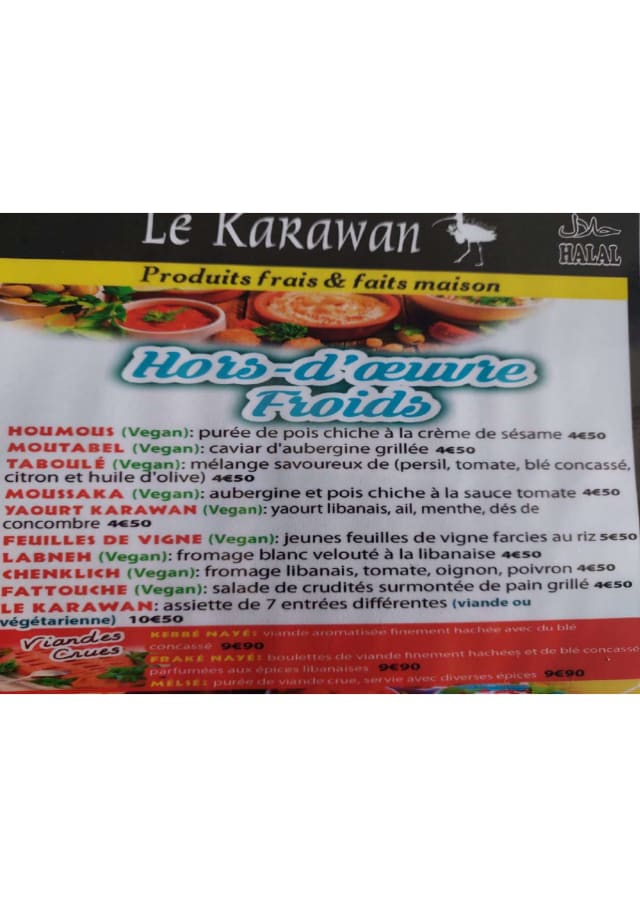 Le Karawan
حلال
HALAL
Produits frais & faits maison
Hors-d'œuvre
Froids
HOUMOUS (Vegan): purée de pois chiche à la crème de sésame 4€50
MOUTABEL (Vegan): caviar d'aubergine grillée 4€50
TABOULÉ (Vegan): mélange savoureux de (persil, tomate, blé concassé,
citron et huile d'olive) 4€50
MOUSSAKA (Vegan): aubergine et pois chiche à la sauce tomate 4€50
YAOURT KARAWAN (Vegan): yaourt libanais, ail, menthe, dés de
concombre 4€50
FEUILLES DE VIGNE (Vegan): jeunes feuilles de vigne farcies au riz 5€50
LABNEH (Vegan): fromage blanc velouté à la libanaise 4€50
CHENKLICH (Vegan): fromage libanais, tomate, oignon, poivron 4€50
FATTOUCHE (Vegan): salade de crudités surmontée de pain grillé 4€50
LE KARAWAN: assiette de 7 entrées différentes (viande ou
végétarienne) 10€50
Viandes
Crues
KEBBÉ NAYÉ: viande aromatisée finement hachée avec du blé
concassé 9€90
FRAKÉ NAYÉ: boulettes de viande finement hachées et de blé concassé
parfumées aux épices libanaises 9€90
MELSE: purée de viande crue, servie avec diverses épices 9€90